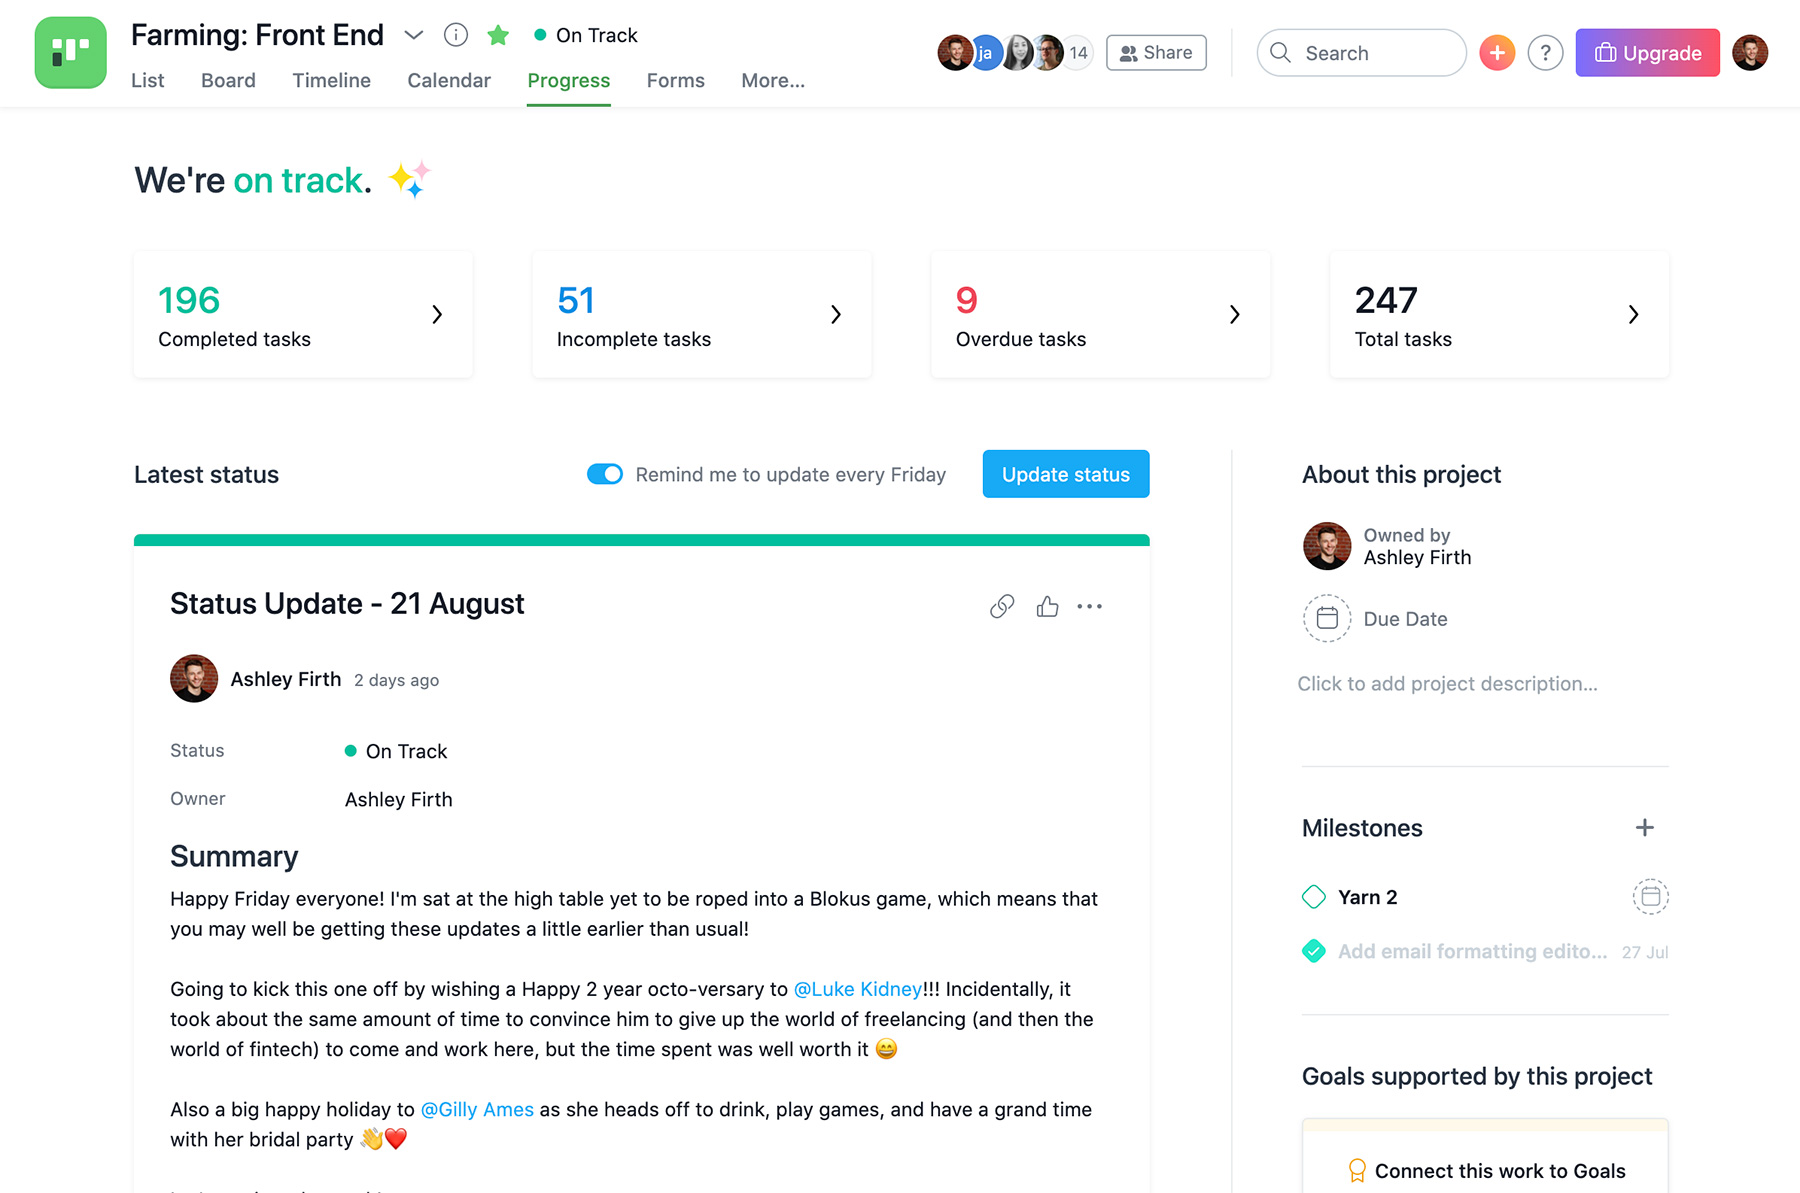 Farming: Front End
On Track
List
Board
Timeline
Calendar
Progress
Forms
More...
ja
14
Share
Search
?
Upgrade
We're on track.
196
Completed tasks
51
Incomplete tasks
9
Overdue tasks
247
Total tasks
Latest status
Remind me to update every Friday
Update status
Status Update - 21 August
Ashley Firth 2 days ago
Status On Track
Owner Ashley Firth
Summary
Happy Friday everyone! I'm sat at the high table yet to be roped into a Blokus game, which means that
you may well be getting these updates a little earlier than usual!
Going to kick this one off by wishing a Happy 2 year octo-versary to @Luke Kidney!!! Incidentally, it
took about the same amount of time to convince him to give up the world of freelancing (and then the
world of fintech) to come and work here, but the time spent was well worth it 😄
Also a big happy holiday to @Gilly Ames as she heads off to drink, play games, and have a grand time
with her bridal party 👋❤️
About this project
Owned by
Ashley Firth
Due Date
Click to add project description...
Milestones
Yarn 2
Add email formatting edito... 27 Jul
Goals supported by this project
Connect this work to Goals